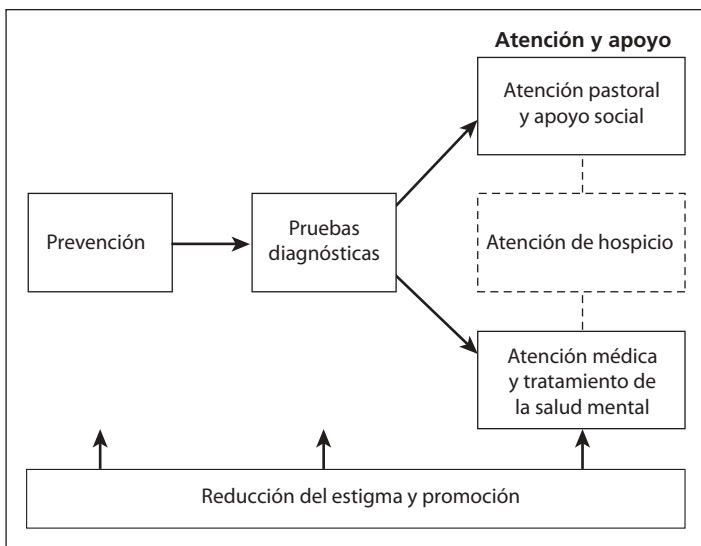 Atención y apoyo
Atención pastoral
y apoyo social
Prevención
Pruebas
diagnósticas
Atención de hospicio
Atención médica
y tratamiento de
la salud mental
Reducción del estigma y promoción